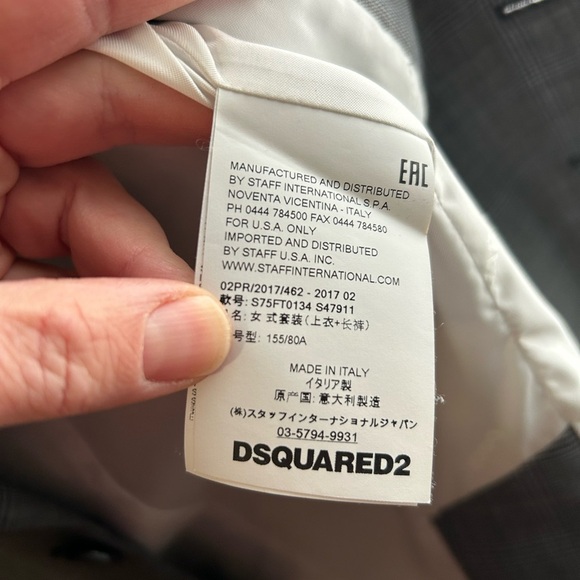 EAC
MANUFACTURED AND DISTRIBUTED
BY STAFF INTERNATIONAL S.P.A.
NOVENTA VICENTINA - ITALY
PH 0444 784500 FAX 0444 784580
FOR U.S.A. ONLY
IMPORTED AND DISTRIBUTED
BY STAFF U.S.A. INC.
WWW.STAFFINTERNATIONAL.COM
02PR/2017/462 - 2017 02
款号: S75FT0134 S47911
名: 女 式套装(上衣+长裤)
号型: 155/80A
MADE IN ITALY
イタリア製
原产国: 意大利制造
(株)スタッフインターナショナルジャパン
03-5794-9931
DSQUARED2